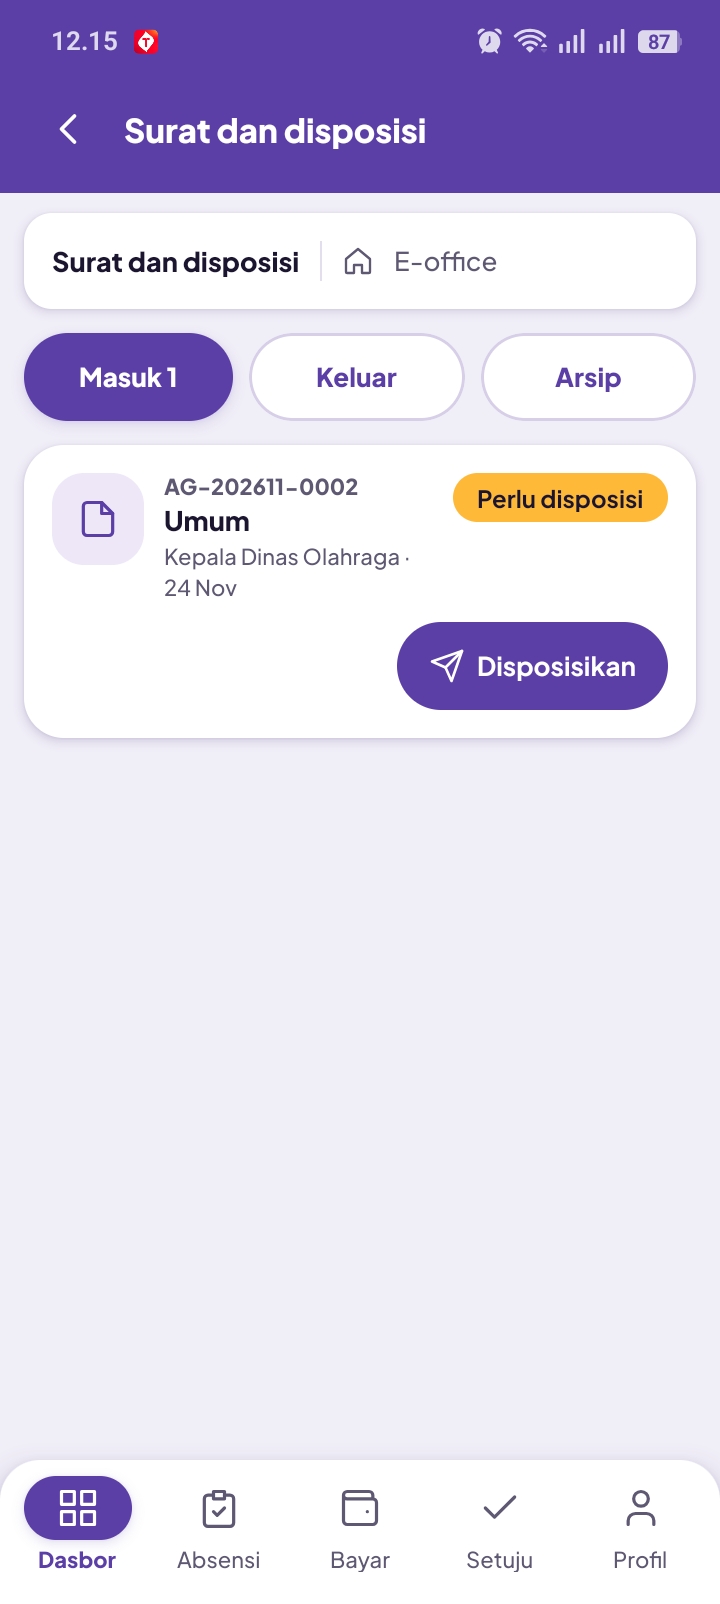 12.15
87
Surat dan disposisi
Surat dan disposisi
E-office
Masuk 1
Keluar
Arsip
AG-202611-0002
Perlu disposisi
Umum
Kepala Dinas Olahraga ·
24 Nov
Disposisikan
Dasbor
Absensi
Bayar
Setuju
Profil